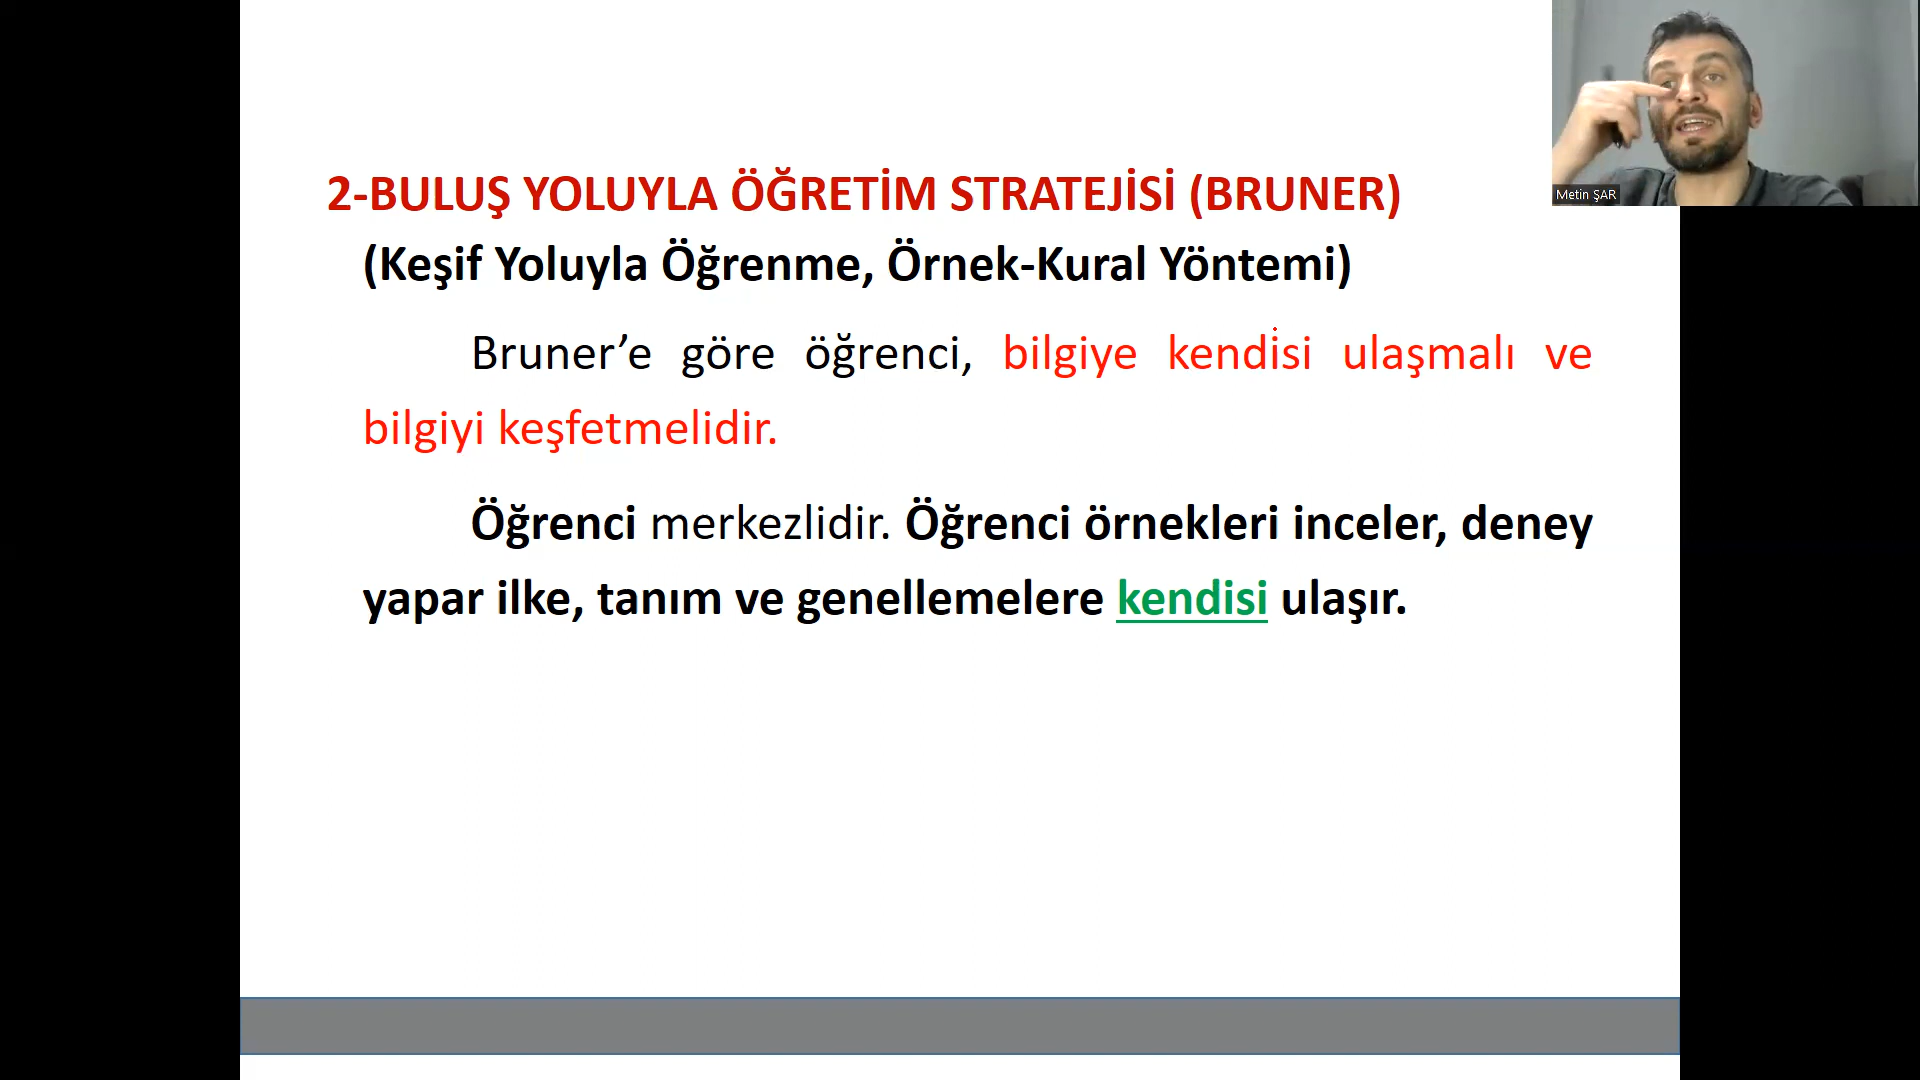 2-BULUŞ YOLUYLA ÖĞRETİM STRATEJİSİ (BRUNER)
(Keşif Yoluyla Öğrenme, Örnek-Kural Yöntemi)
Bruner’e göre öğrenci, bilgiye kendisi ulaşmalı ve
bilgiyi keşfetmelidir.
Öğrenci merkezlidir. Öğrenci örnekleri inceler, deney
yapar ilke, tanım ve genellemelere kendisi ulaşır.
Metin ŞAR